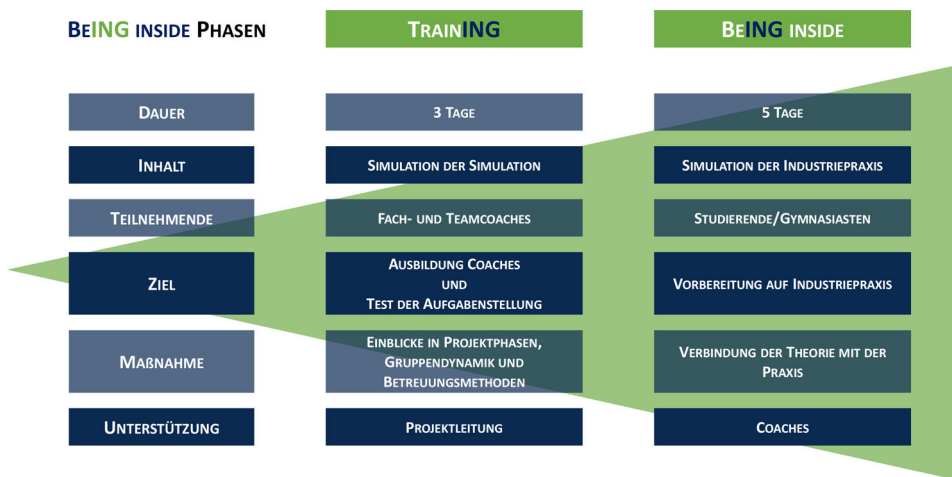 BEING INSIDE PHASEN
TRAINING
BEING INSIDE
DAUER
3 TAGE
5 TAGE
INHALT
SIMULATION DER SIMULATION
SIMULATION DER INDUSTRIEPRAXIS
TEILNEHMENDE
FACH- UND TEAMCOACHES
STUDIERENDE/GYMNASIASTEN
ZIEL
AUSBILDUNG COACHES
UND
TEST DER AUFGABENSTELLUNG
VORBEREITUNG AUF INDUSTRIEPRAXIS
MAßNAHME
EINBLICKE IN PROJEKTPHASEN,
GRUPPENDYNAMIK UND
BETREUUNGSMETHODEN
VERBINDUNG DER THEORIE MIT DER
PRAXIS
UNTERSTÜTZUNG
PROJEKTLEITUNG
COACHES